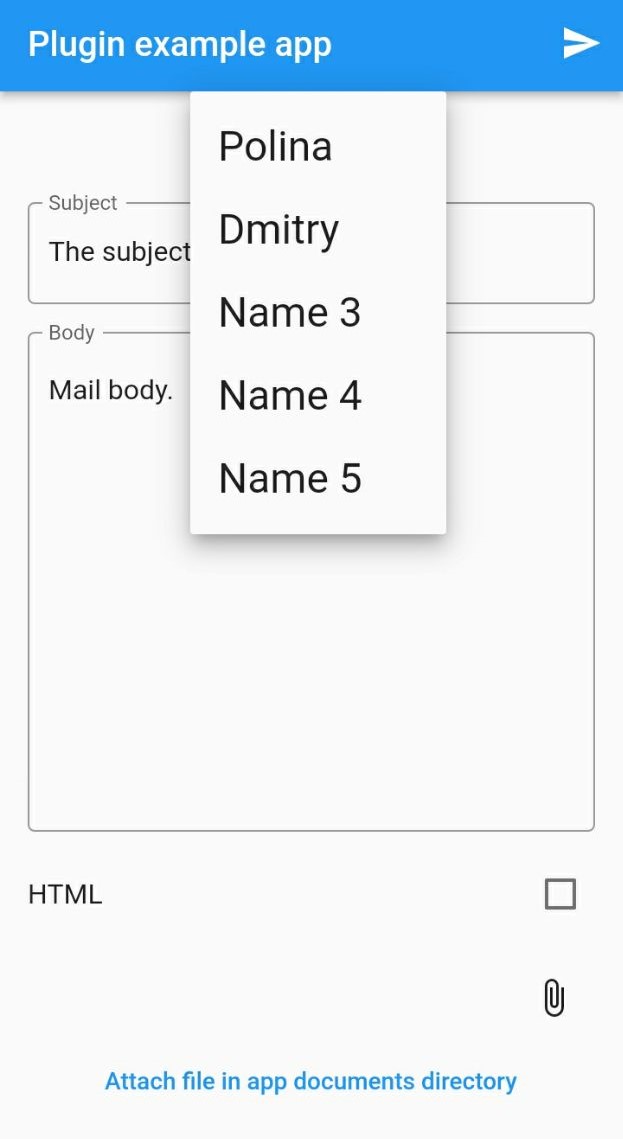 Plugin example app
Polina
Subject
Dmitry
The subject
Name 3
Body
Mail body.
Name 4
Name 5
HTML
Attach file in app documents directory